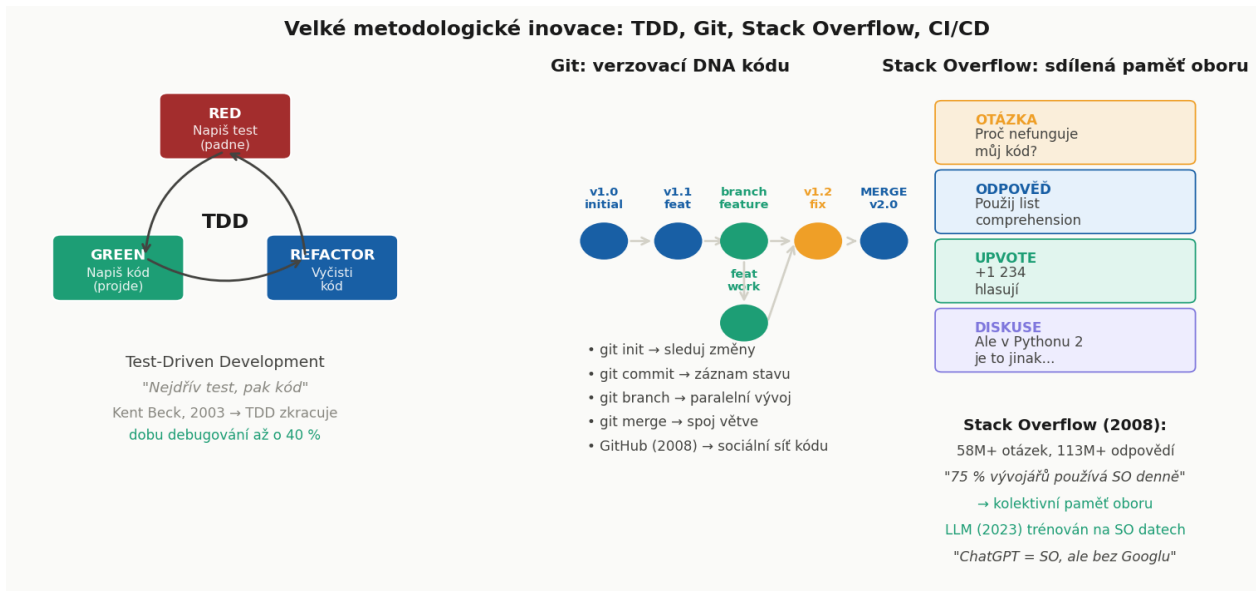 Velké metodologické inovace: TDD, Git, Stack Overflow, CI/CD
RED
Napiš test
(padne)
TDD
GREEN
Napiš kód
(projde)
REFACTOR
Vyčisti
kód
Test-Driven Development
"Nejdřív test, pak kód"
Kent Beck, 2003 → TDD zkracuje
dobu debugování až o 40 %
Git: verzovací DNA kódu
v1.0
initial
v1.1
feat
branch
feature
v1.2
fix
MERGE
v2.0
feat
work
• git init → sleduj změny
• git commit → záznam stavu
• git branch → paralelní vývoj
• git merge → spoj větve
• GitHub (2008) → sociální síť kódu
Stack Overflow: sdílená paměť oboru
OTÁZKA
Proč nefunguje
můj kód?
ODPOVĚĎ
Použij list
comprehension
UPVOTE
+1 234
hlasují
DISKUSE
Ale v Pythonu 2
je to jinak...
Stack Overflow (2008):
58M+ otázek, 113M+ odpovědí
"75 % vývojářů používá SO denně"
→ kolektivní paměť oboru
LLM (2023) trénován na SO datech
"ChatGPT = SO, ale bez Googlu"